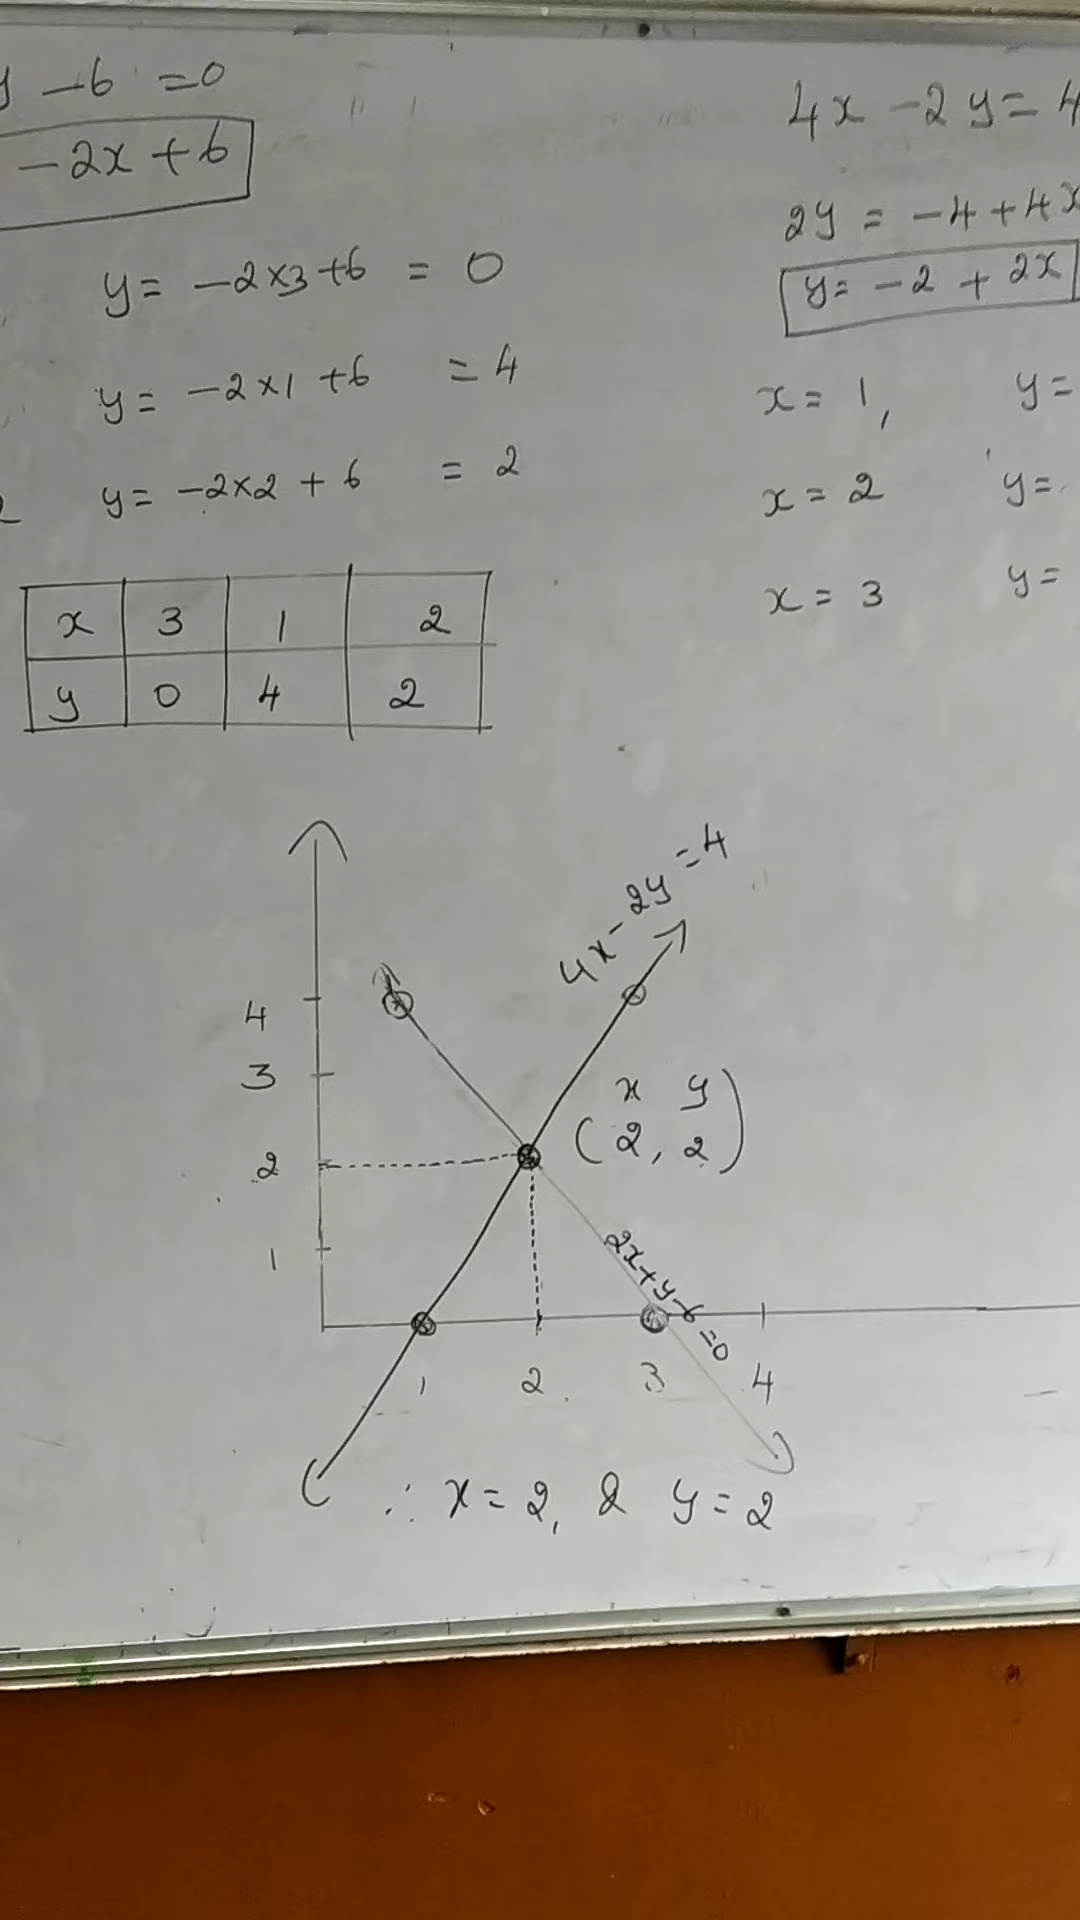 y -6 =0
-2x + 6
y = -2×3 +6 = 0
y = -2×1 +6 = 4
y = -2×2 + 6 = 2
2
x 3 1 2
y 0 4 2
4x - 2y = 4
2y = -4 + 4x
y = -2 + 2x
x = 1, y =
x = 2 y =
x = 3 y =
4x - 2y = 4
4
3
2
1
x y
(2, 2)
2x+y-6=0
1 2 3 4
∴ x = 2, & y = 2